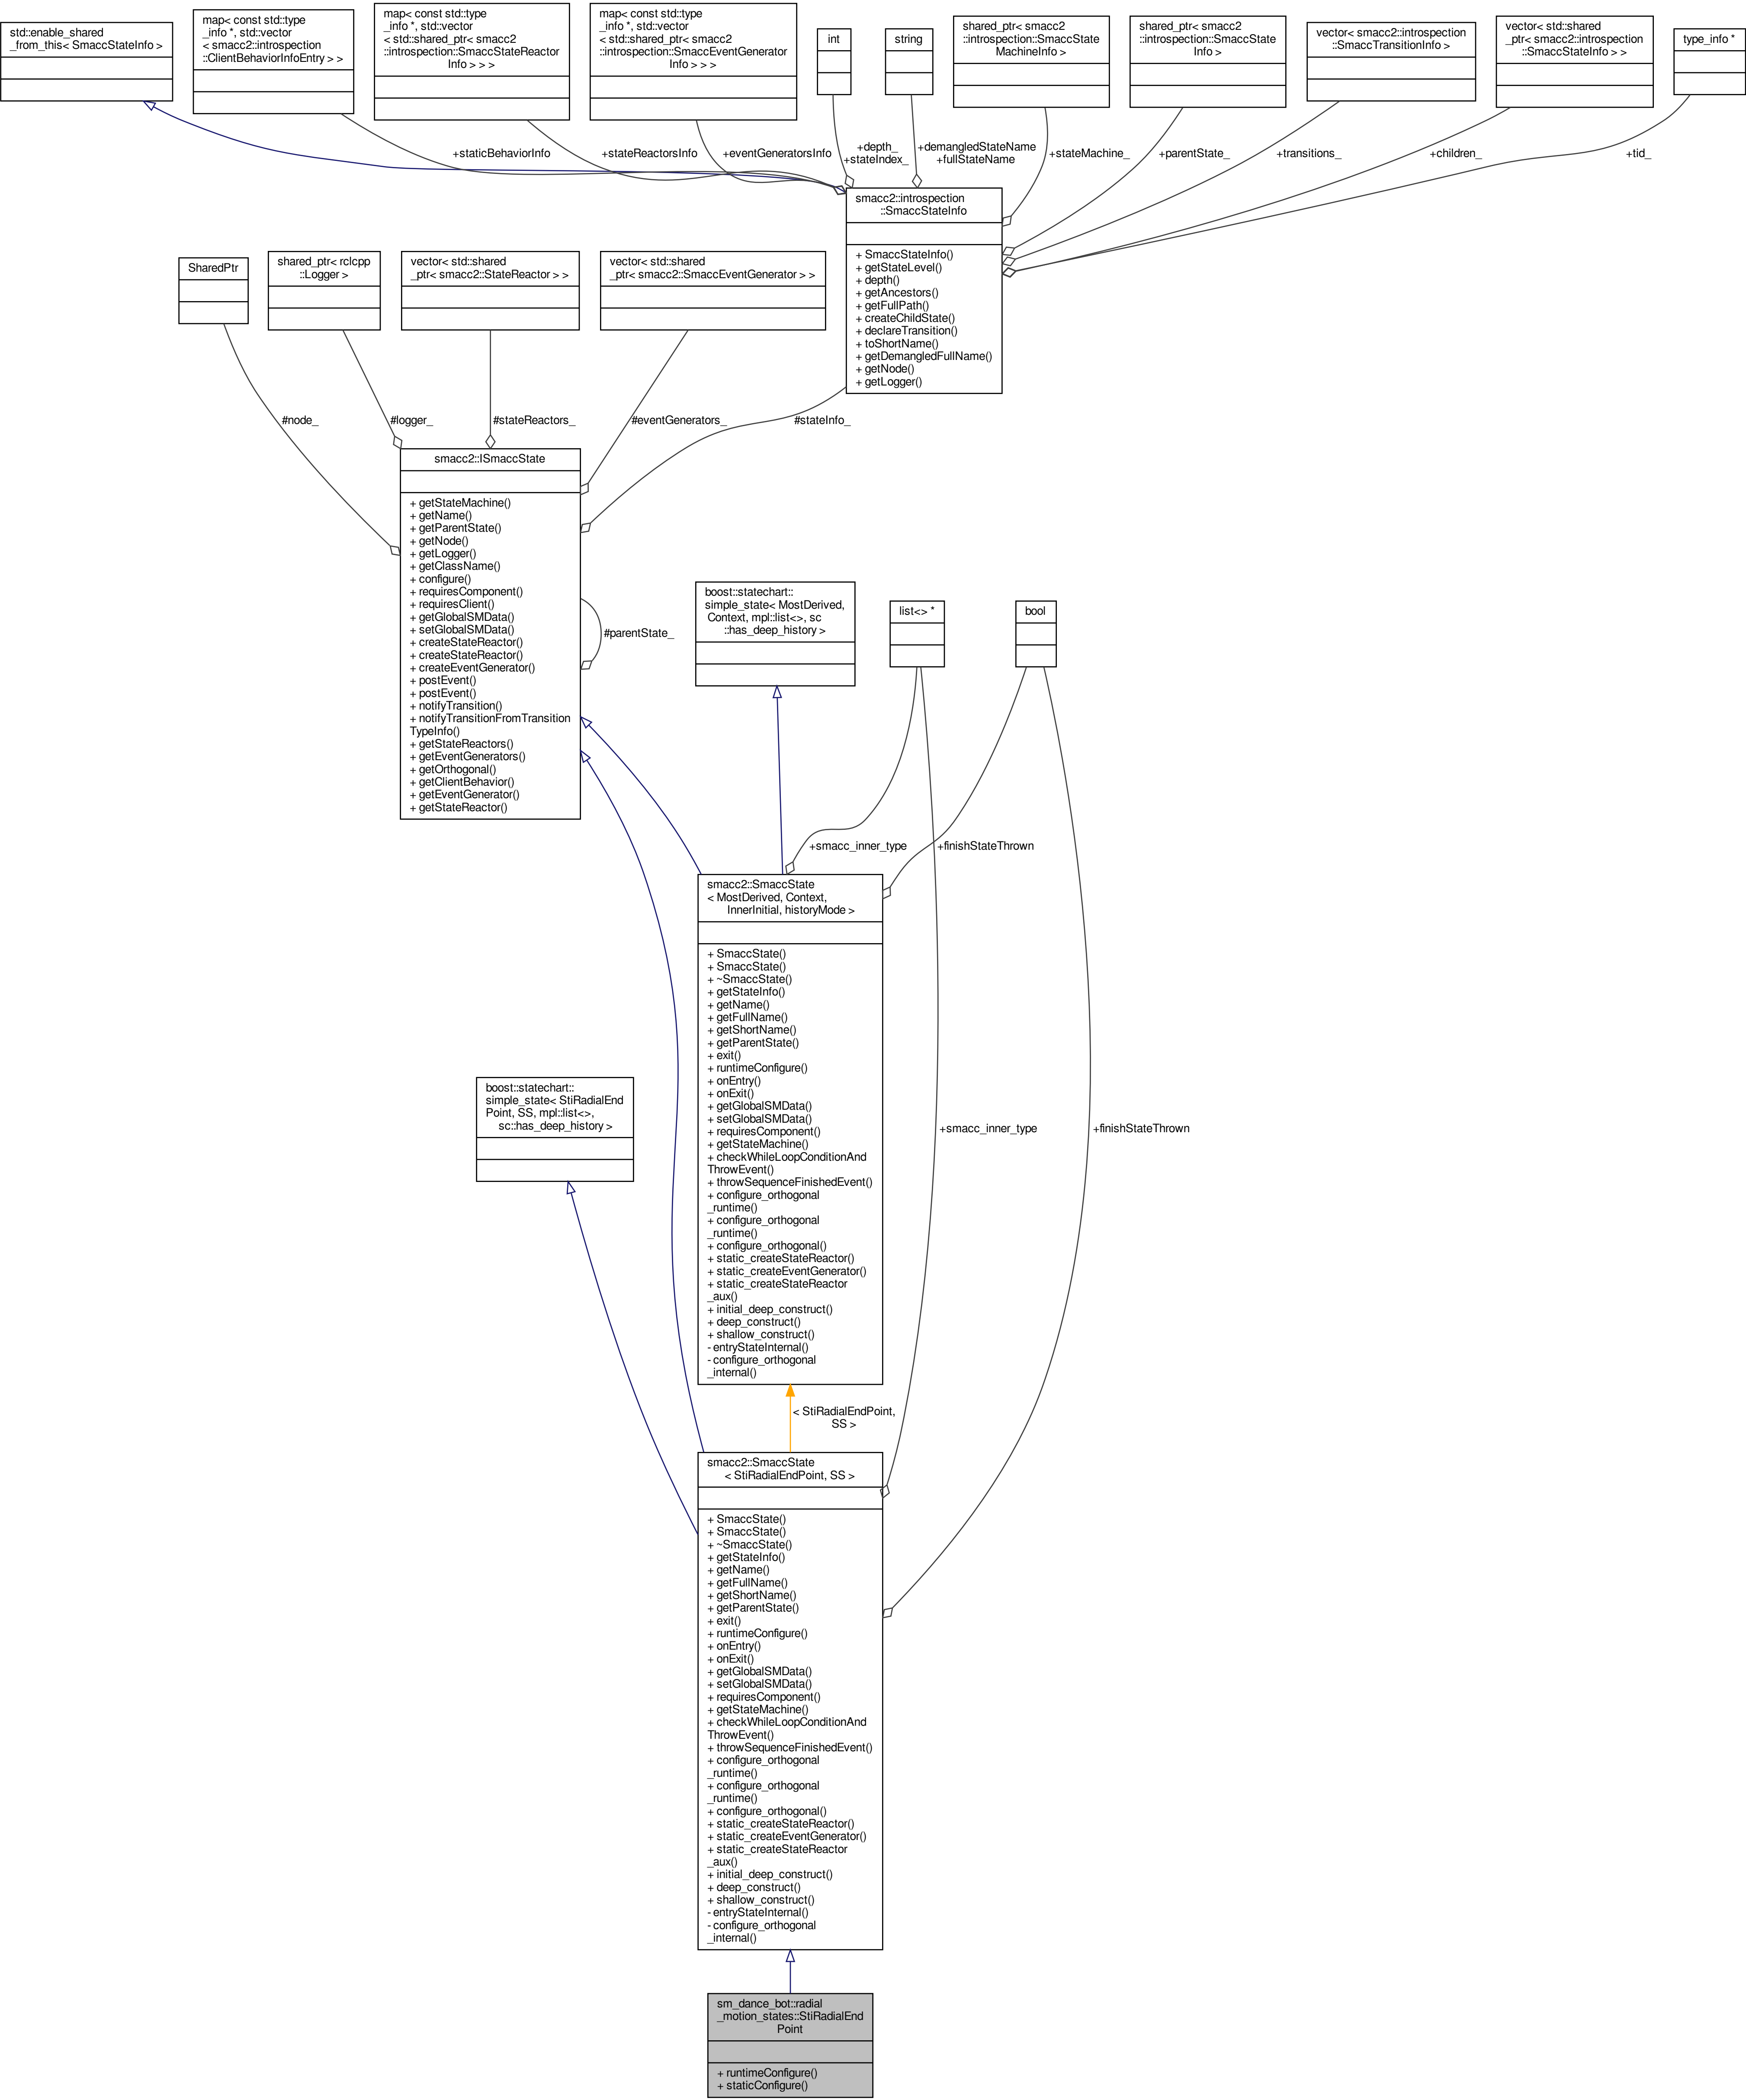 std::enable_shared
_from_this< SmaccStateInfo >
map< const std::type
_info *, std::vector
< smacc2::introspection
::ClientBehaviorInfoEntry > >
map< const std::type
_info *, std::vector
< std::shared_ptr< smacc2
::introspection::SmaccStateReactor
Info > > >
map< const std::type
_info *, std::vector
< std::shared_ptr< smacc2
::introspection::SmaccEventGenerator
Info > > >
int
string
shared_ptr< smacc2
::introspection::SmaccState
MachineInfo >
shared_ptr< smacc2
::introspection::SmaccState
Info >
vector< smacc2::introspection
::SmaccTransitionInfo >
vector< std::shared
_ptr< smacc2::introspection
::SmaccStateInfo > >
type_info *
+staticBehaviorInfo
+stateReactorsInfo
+eventGeneratorsInfo
+depth_
+stateIndex_
+demangledStateName
+fullStateName
+stateMachine_
+parentState_
+transitions_
+children_
+tid_
smacc2::introspection
::SmaccStateInfo
+ SmaccStateInfo()
+ getStateLevel()
+ depth()
+ getAncestors()
+ getFullPath()
+ createChildState()
+ declareTransition()
+ toShortName()
+ getDemangledFullName()
+ getNode()
+ getLogger()
SharedPtr
shared_ptr< rclcpp
::Logger >
vector< std::shared
_ptr< smacc2::StateReactor > >
vector< std::shared
_ptr< smacc2::SmaccEventGenerator > >
#node_
#logger_
#stateReactors_
#eventGenerators_
#stateInfo_
smacc2::ISmaccState
+ getStateMachine()
+ getName()
+ getParentState()
+ getNode()
+ getLogger()
+ getClassName()
+ configure()
+ requiresComponent()
+ requiresClient()
+ getGlobalSMData()
+ setGlobalSMData()
+ createStateReactor()
+ createStateReactor()
+ createEventGenerator()
+ postEvent()
+ postEvent()
+ notifyTransition()
+ notifyTransitionFromTransition
TypeInfo()
+ getStateReactors()
+ getEventGenerators()
+ getOrthogonal()
+ getClientBehavior()
+ getEventGenerator()
+ getStateReactor()
#parentState_
boost::statechart::
simple_state< MostDerived,
Context, mpl::list<>, sc
::has_deep_history >
list<> *
bool
+smacc_inner_type
+finishStateThrown
smacc2::SmaccState
< MostDerived, Context,
InnerInitial, historyMode >
+ SmaccState()
+ SmaccState()
+ ~SmaccState()
+ getStateInfo()
+ getName()
+ getFullName()
+ getShortName()
+ getParentState()
+ exit()
+ runtimeConfigure()
+ onEntry()
+ onExit()
+ getGlobalSMData()
+ setGlobalSMData()
+ requiresComponent()
+ getStateMachine()
+ checkWhileLoopConditionAnd
ThrowEvent()
+ throwSequenceFinishedEvent()
+ configure_orthogonal
_runtime()
+ configure_orthogonal
_runtime()
+ configure_orthogonal()
+ static_createStateReactor()
+ static_createEventGenerator()
+ static_createStateReactor
_aux()
+ initial_deep_construct()
+ deep_construct()
+ shallow_construct()
- entryStateInternal()
- configure_orthogonal
_internal()
boost::statechart::
simple_state< StiRadialEnd
Point, SS, mpl::list<>,
sc::has_deep_history >
+smacc_inner_type
+finishStateThrown
< StiRadialEndPoint,
SS >
smacc2::SmaccState
< StiRadialEndPoint, SS >
+ SmaccState()
+ SmaccState()
+ ~SmaccState()
+ getStateInfo()
+ getName()
+ getFullName()
+ getShortName()
+ getParentState()
+ exit()
+ runtimeConfigure()
+ onEntry()
+ onExit()
+ getGlobalSMData()
+ setGlobalSMData()
+ requiresComponent()
+ getStateMachine()
+ checkWhileLoopConditionAnd
ThrowEvent()
+ throwSequenceFinishedEvent()
+ configure_orthogonal
_runtime()
+ configure_orthogonal
_runtime()
+ configure_orthogonal()
+ static_createStateReactor()
+ static_createEventGenerator()
+ static_createStateReactor
_aux()
+ initial_deep_construct()
+ deep_construct()
+ shallow_construct()
- entryStateInternal()
- configure_orthogonal
_internal()
sm_dance_bot::radial
_motion_states::StiRadialEnd
Point
+ runtimeConfigure()
+ staticConfigure()